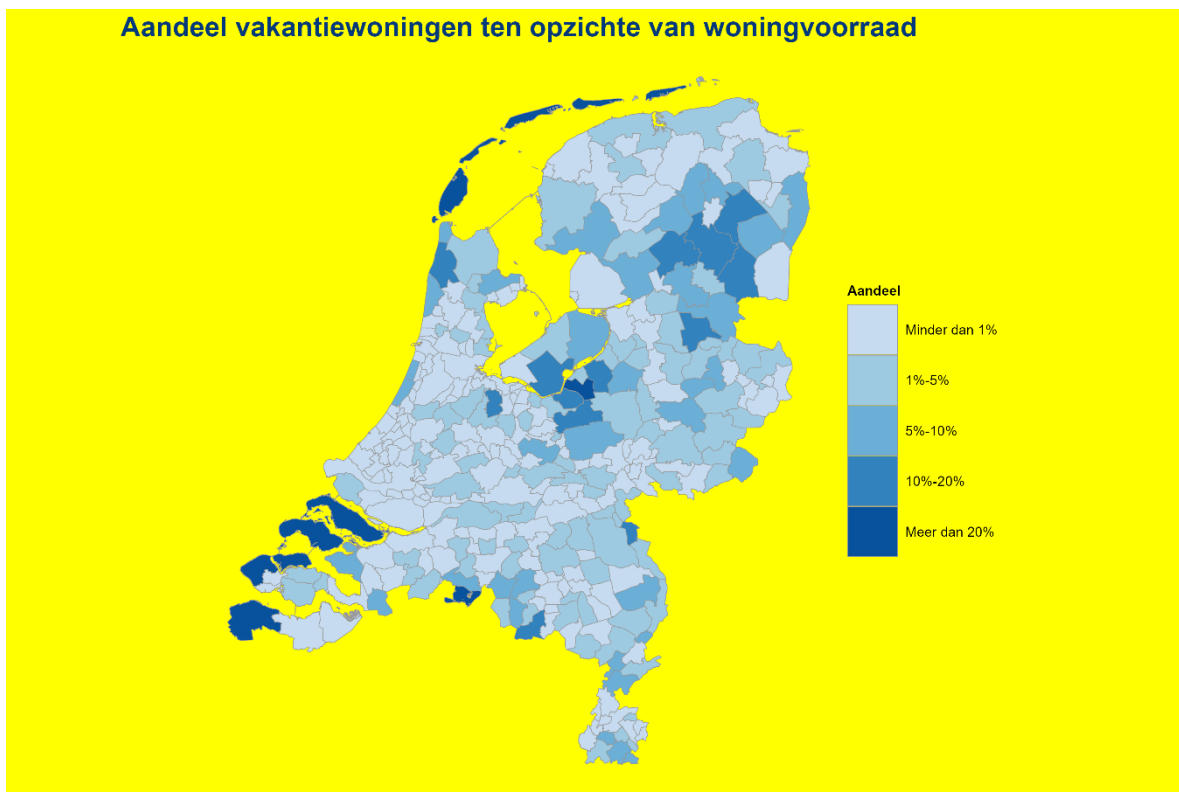 Aandeel vakantiewoningen ten opzichte van woningvoorraad
Aandeel
Minder dan 1%
1%-5%
5%-10%
10%-20%
Meer dan 20%